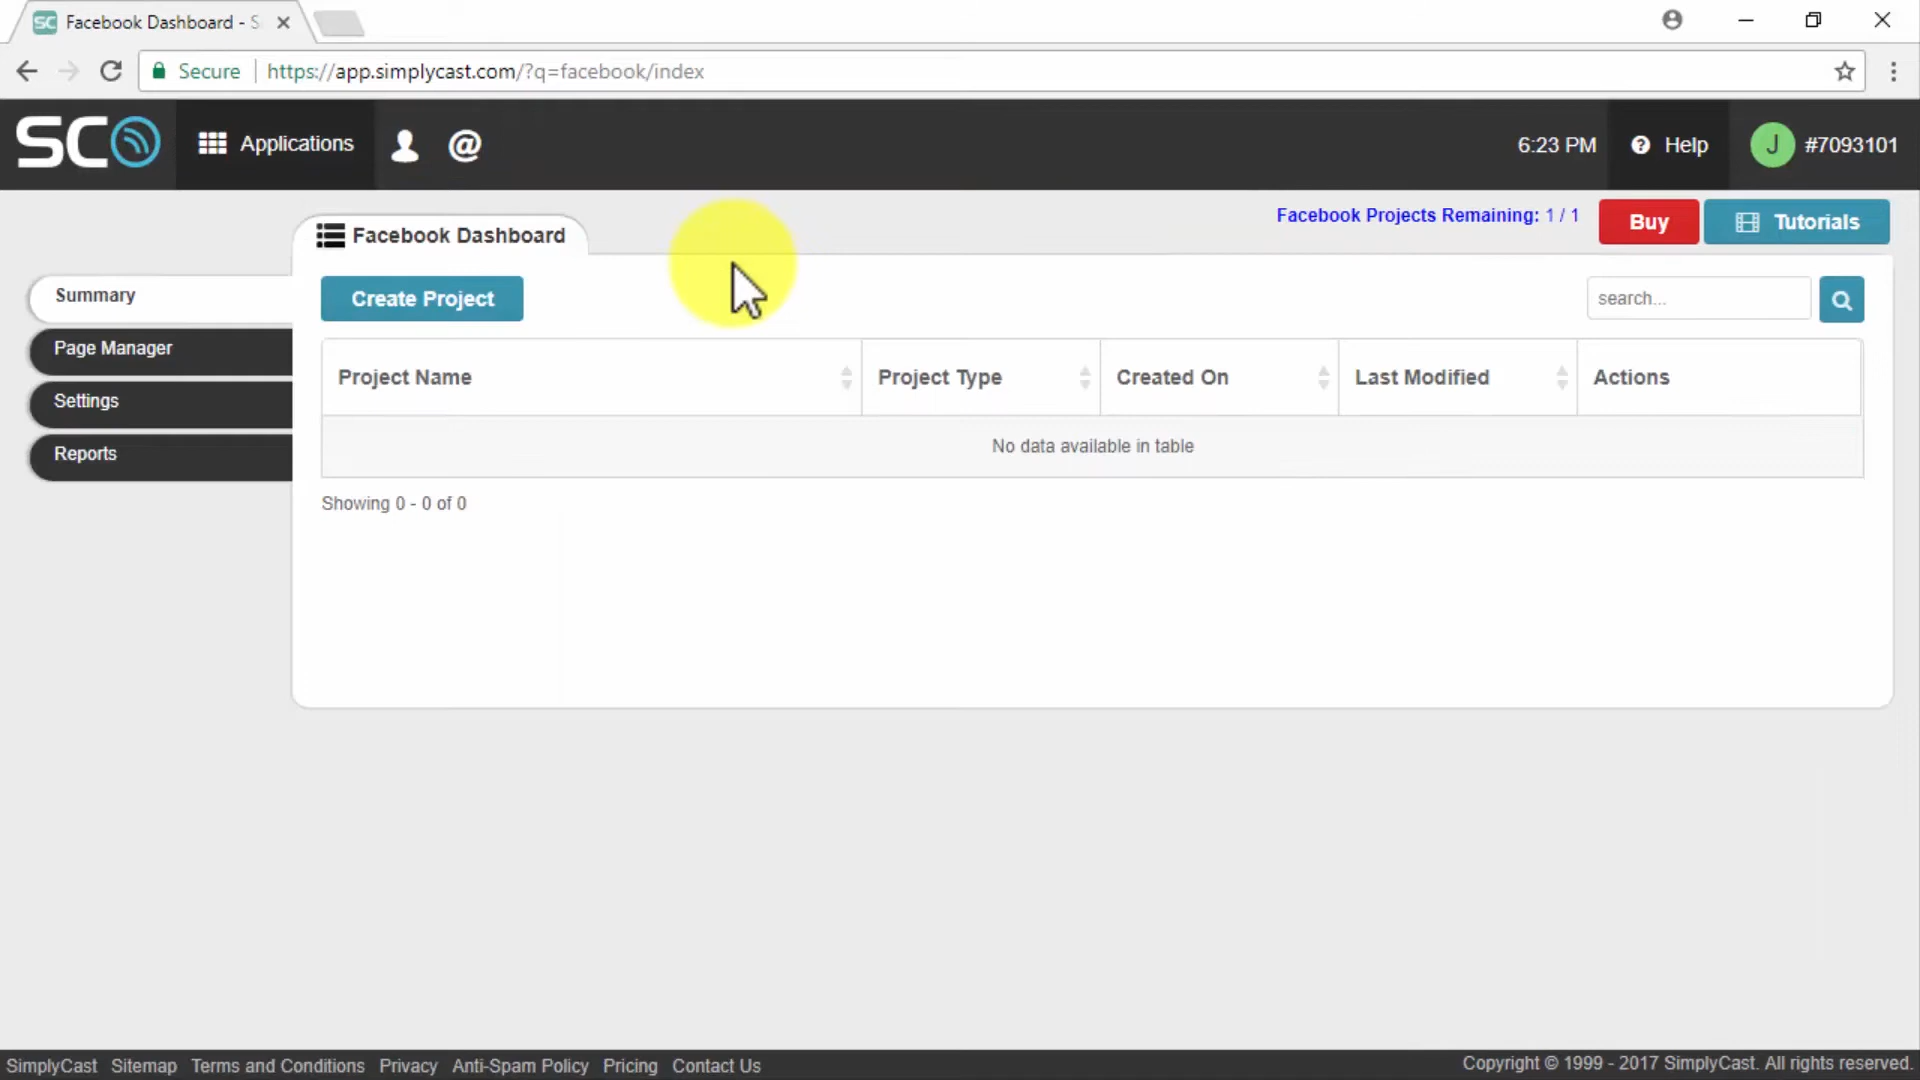 SC Facebook Dashboard - S
Secure https://app.simplycast.com/?q=facebook/index
SC Applications @ 6:23 PM ? Help J #7093101
Facebook Dashboard
Facebook Projects Remaining: 1 / 1 Buy Tutorials
Summary
Page Manager
Settings
Reports
Create Project
search...
Project Name Project Type Created On Last Modified Actions
No data available in table
Showing 0 - 0 of 0
SimplyCast Sitemap Terms and Conditions Privacy Anti-Spam Policy Pricing Contact Us
Copyright © 1999 - 2017 SimplyCast. All rights reserved.